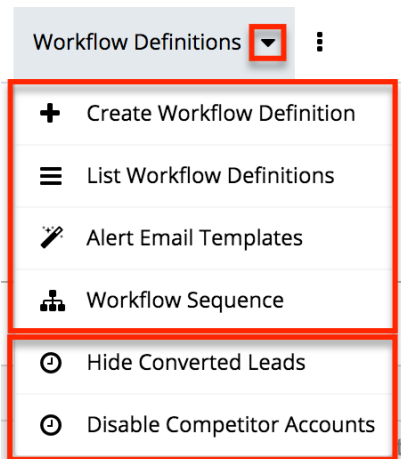 Workflow Definitions
Create Workflow Definition
List Workflow Definitions
Alert Email Templates
Workflow Sequence
Hide Converted Leads
Disable Competitor Accounts